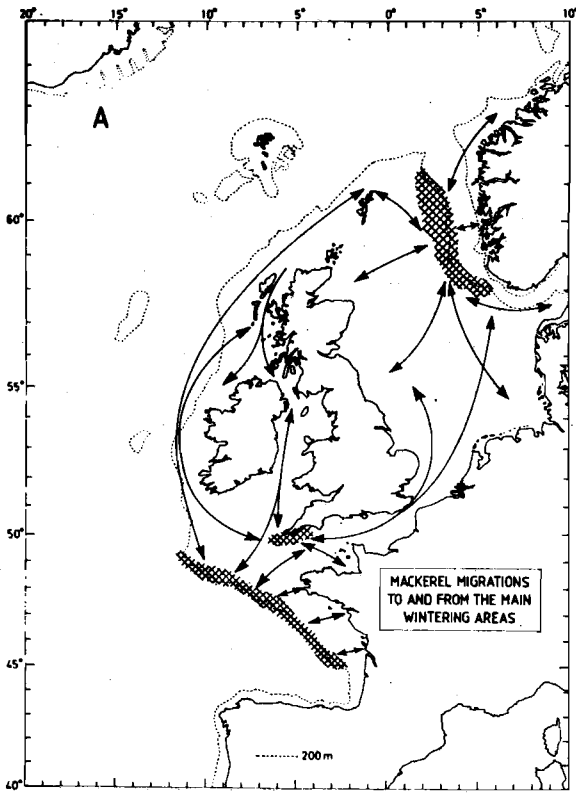 15° 10° 5° 0° 5° 10°
A
60°
55°
50°
45°
40°
MACKEREL MIGRATIONS
TO AND FROM THE MAIN
WINTERING AREAS
200 m